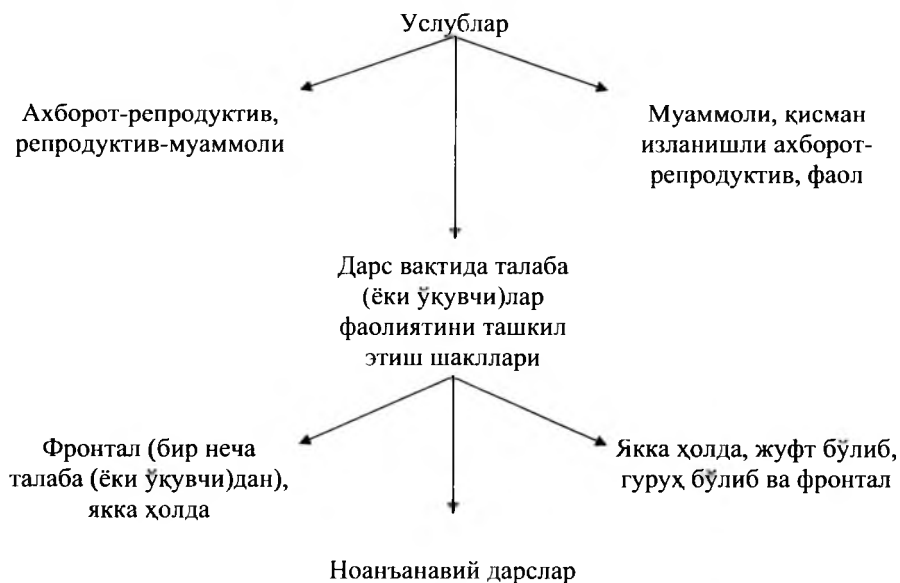 Услублар
Ахборот-репродуктив,
репродуктив-муаммоли
Муаммоли, қисман
изланишли ахборот-
репродуктив, фаол
Дарс вақтида талаба
(ёки ўқувчи)лар
фаолиятини ташкил
этиш шакллари
Фронтал (бир неча
талаба (ёки ўқувчи)дан),
якка ҳолда
Якка ҳолда, жуфт бўлиб,
гуруҳ бўлиб ва фронтал
Ноанъанавий дарслар